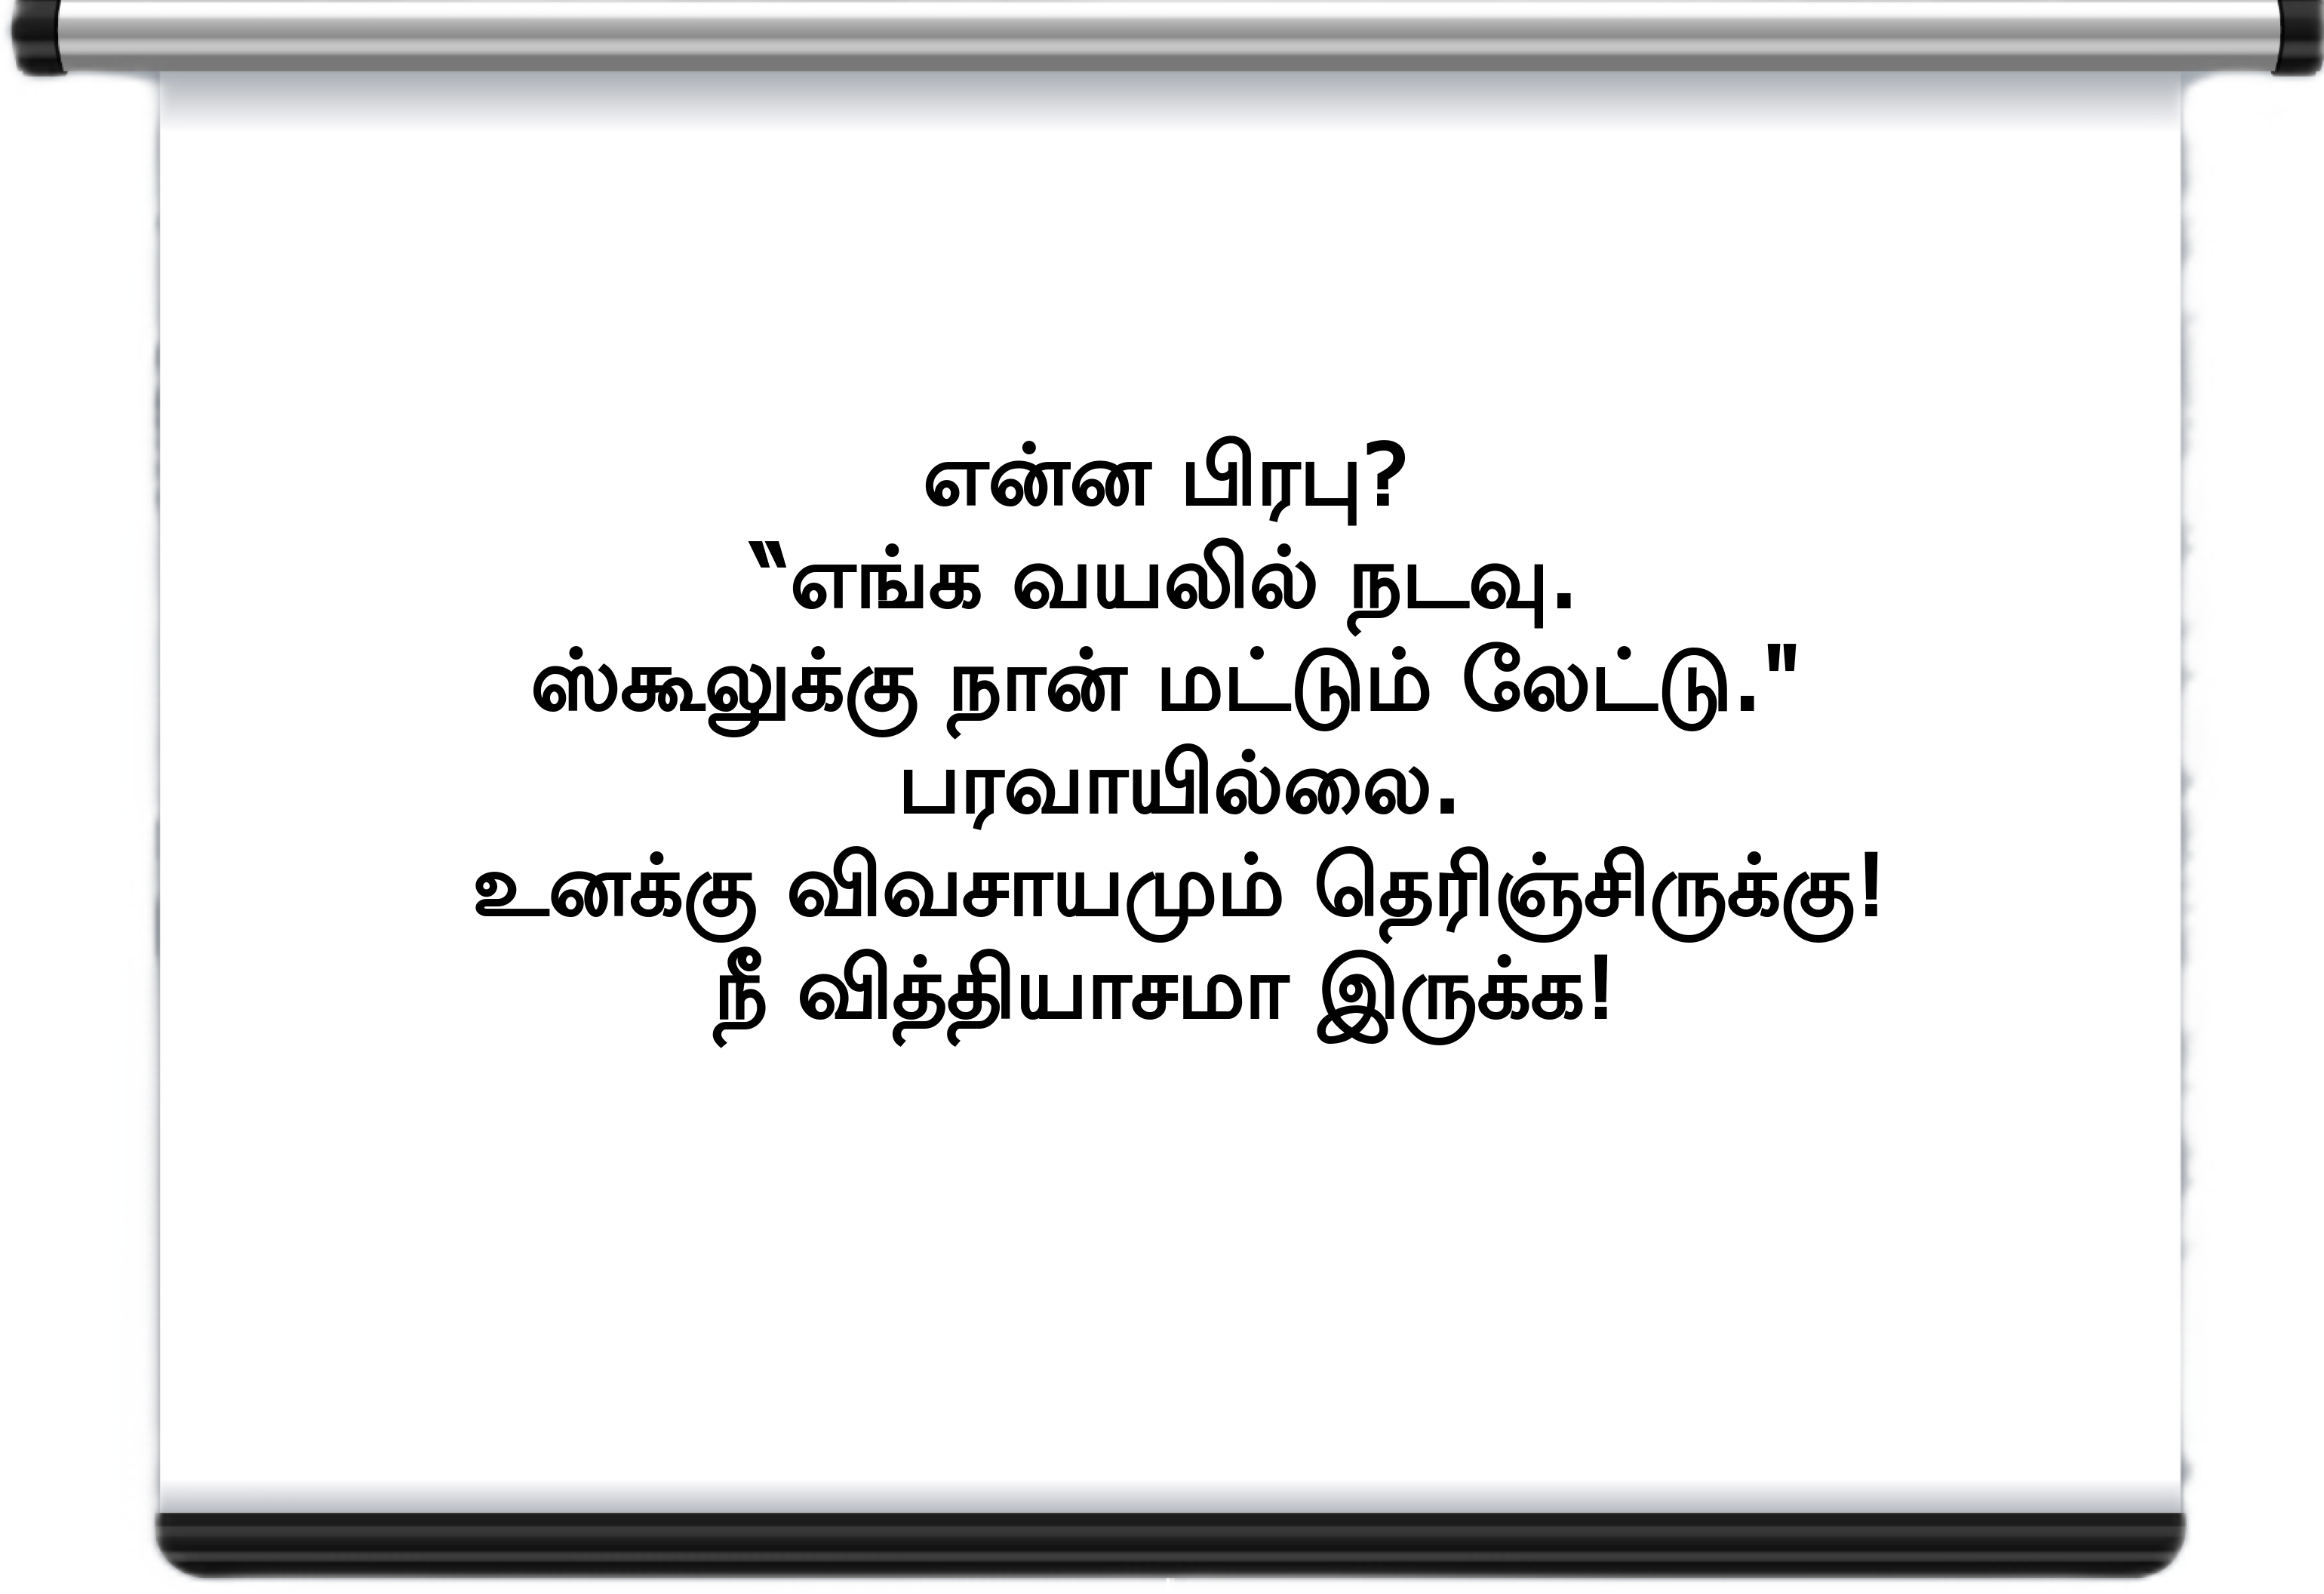 என்ன பிரபு?
“எங்க வயலில் நடவு.
ஸ்கூலுக்கு நான் மட்டும் லேட்டு."
பரவாயில்லை.
உனக்கு விவசாயமும் தெரிஞ்சிருக்கு!
நீ வித்தியாசமா இருக்க!